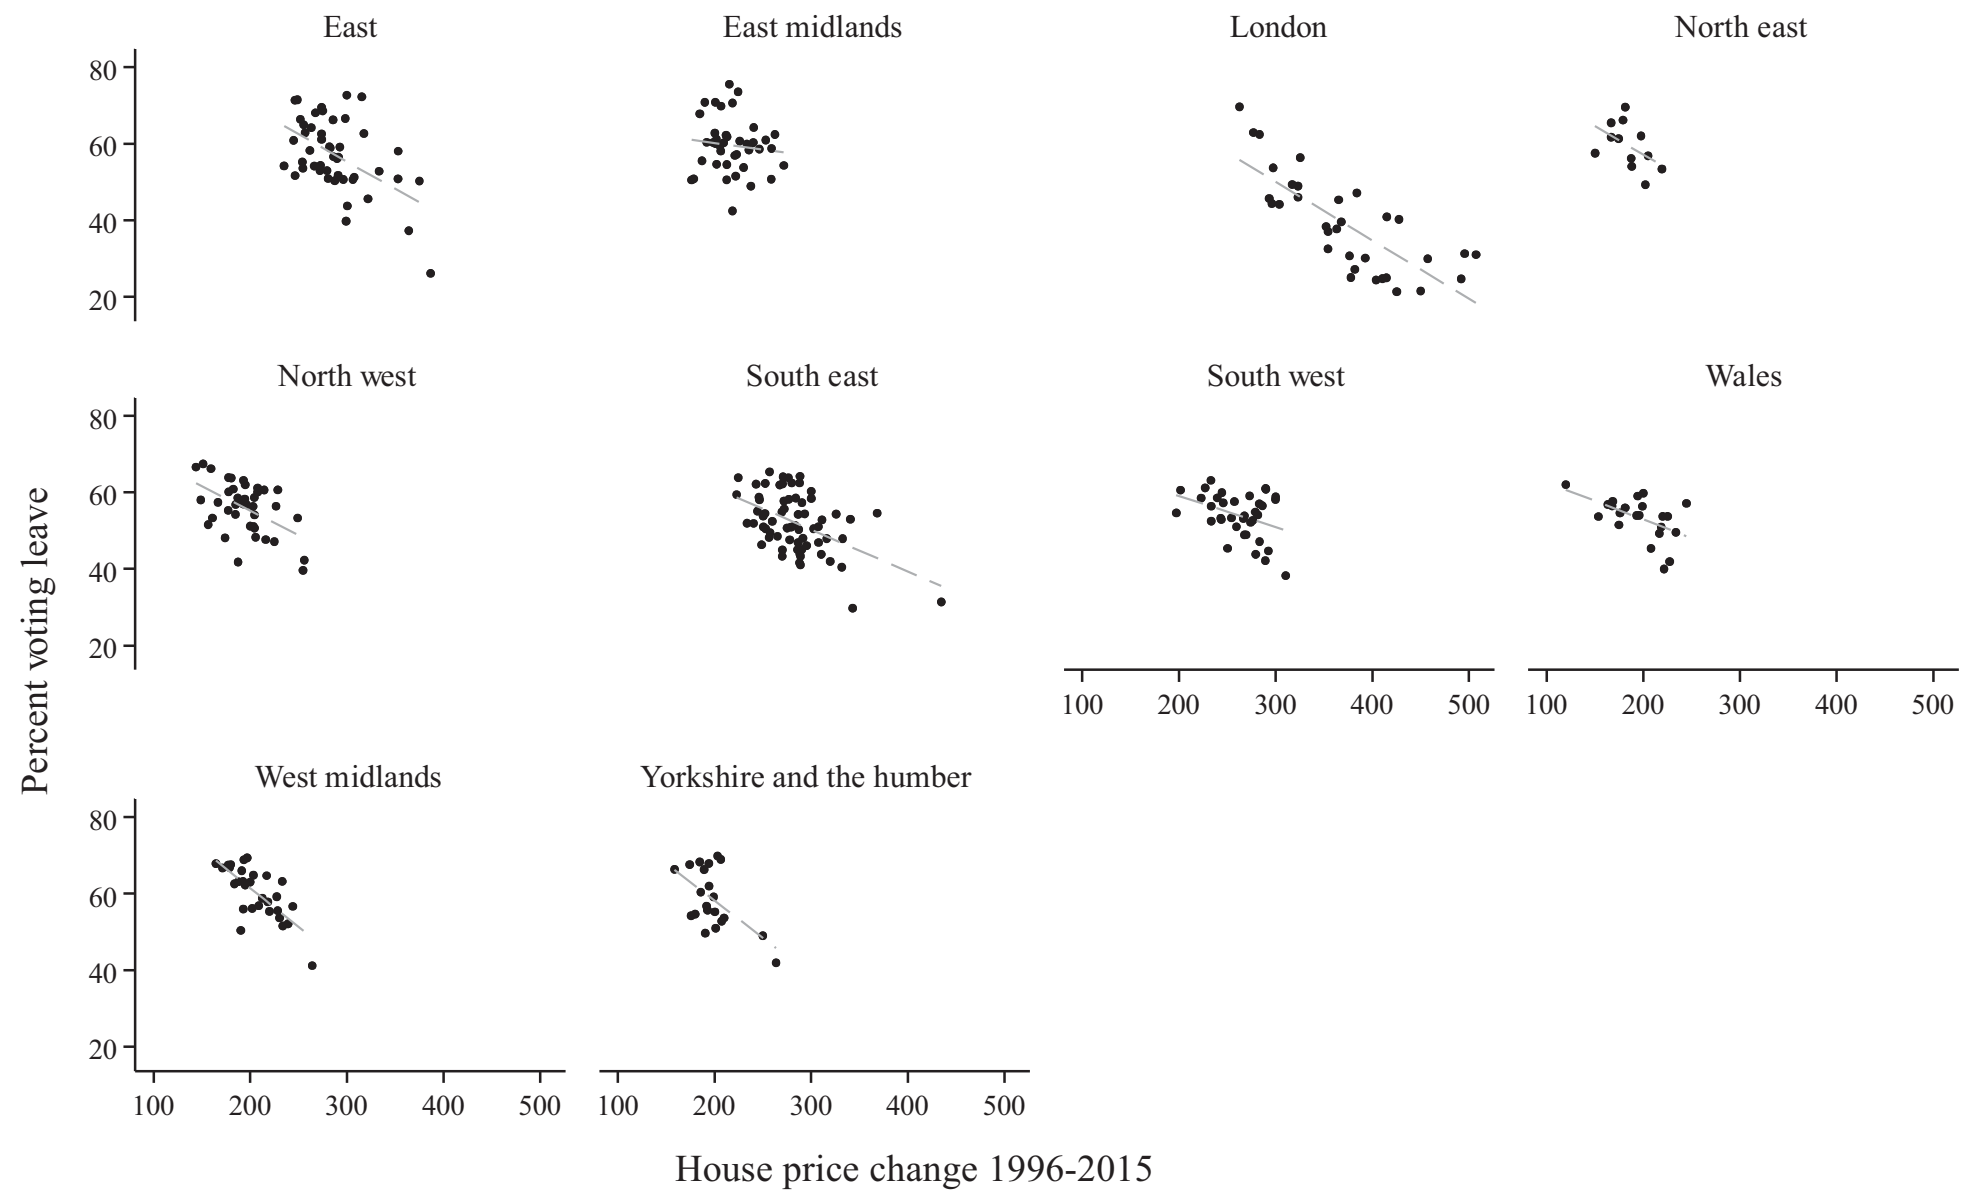 East East midlands London North east
80
60
40
20
North west South east South west Wales
80
60
40
20
100 200 300 400 500 100 200 300 400 500
Percent voting leave
West midlands Yorkshire and the humber
80
60
40
20
100 200 300 400 500 100 200 300 400 500
House price change 1996-2015